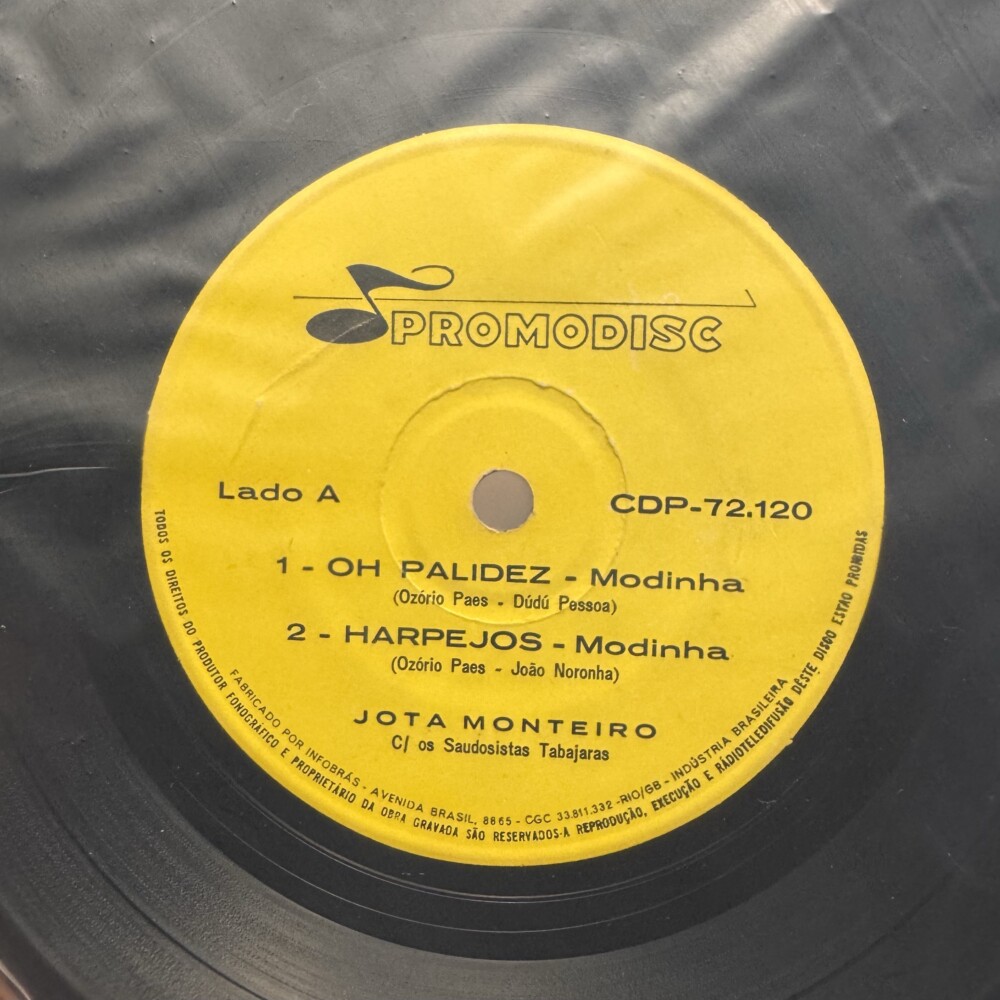 PROMODISC
Lado A
CDP-72.120
1 - OH PALIDEZ - Modinha
(Ozório Paes - Dúdú Pessoa)
2 - HARPEJOS - Modinha
(Ozório Paes - João Noronha)
JOTA MONTEIRO
C/ os Saudosistas Tabajaras
FABRICADO POR INFOBRÁS - AVENIDA BRASIL, 8865 - CGC 33.811.332 - RIO/GB - INDÚSTRIA BRASILEIRA
TODOS OS DIREITOS DO PRODUTOR FONOGRAFICO E PROPRIETÁRIO DA OBRA GRAVADA SÃO RESERVADOS·A REPRODUÇÃO, EXECUÇÃO E RÁDIOTELEDIFUSÃO DÊSTE DISCO ESTÃO PROIBIDAS